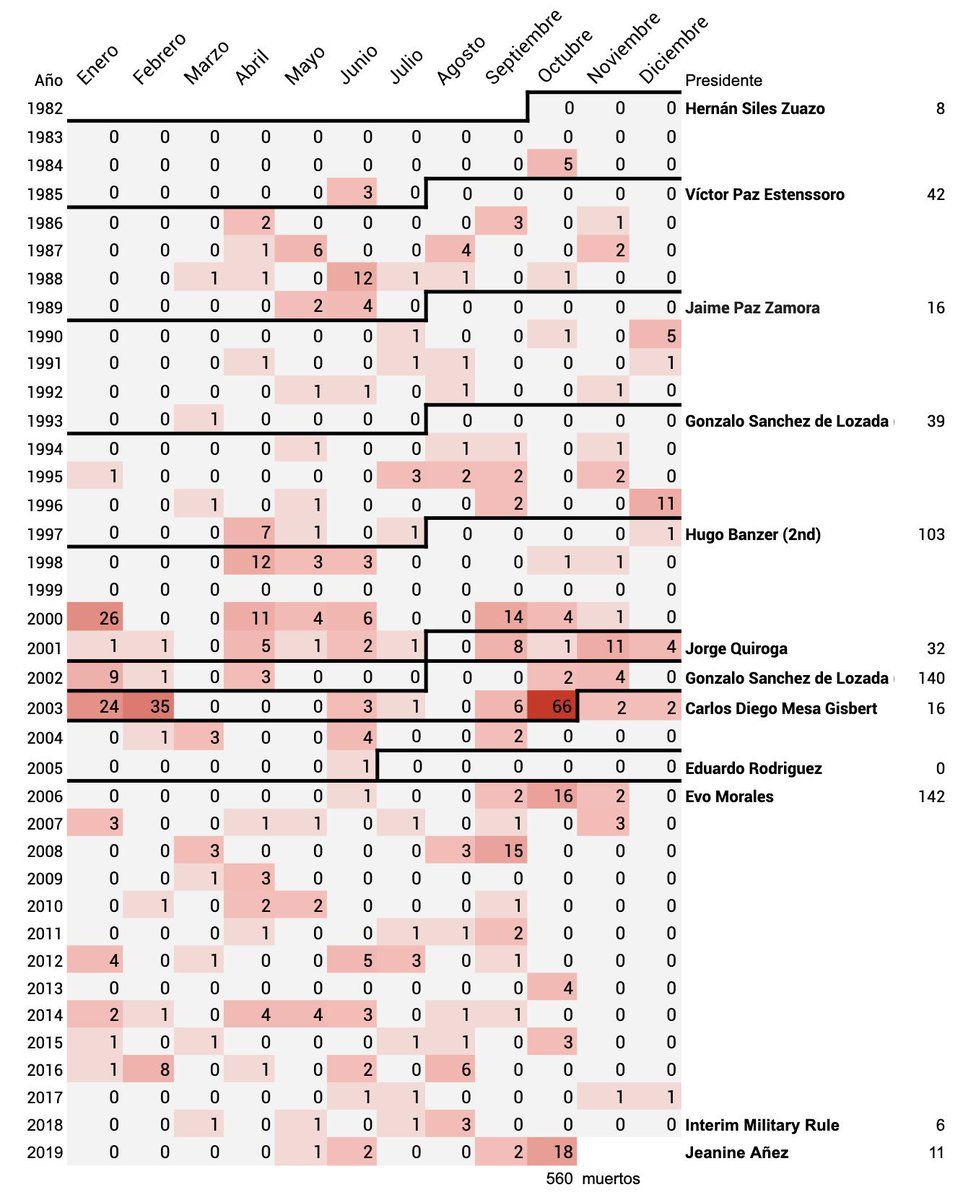 Año Enero Febrero Marzo Abril Mayo Junio Julio Agosto Septiembre Octubre Noviembre Diciembre Presidente
1982 0 0 0 Hernán Siles Zuazo 8
1983 0 0 0 0 0 0 0 0 0 0 0 0
1984 0 0 0 0 0 0 0 0 0 5 0 0
1985 0 0 0 0 0 3 0 0 0 0 0 0 Víctor Paz Estenssoro 42
1986 0 0 0 2 0 0 0 0 3 0 1 0
1987 0 0 0 1 6 0 0 4 0 0 2 0
1988 0 0 1 1 0 12 1 1 0 1 0 0
1989 0 0 0 0 2 4 0 0 0 0 0 0 Jaime Paz Zamora 16
1990 0 0 0 0 0 0 1 0 0 1 0 5
1991 0 0 0 1 0 0 1 1 0 0 0 1
1992 0 0 0 0 1 1 0 1 0 0 1 0
1993 0 0 1 0 0 0 0 0 0 0 0 0 Gonzalo Sanchez de Lozada 39
1994 0 0 0 0 1 0 0 1 1 0 1 0
1995 1 0 0 0 0 0 3 2 2 0 2 0
1996 0 0 1 0 1 0 0 0 2 0 0 11
1997 0 0 0 7 1 0 1 0 0 0 0 1 Hugo Banzer (2nd) 103
1998 0 0 0 12 3 3 0 0 0 1 1 0
1999 0 0 0 0 0 0 0 0 0 0 0 0
2000 26 0 0 11 4 6 0 0 14 4 1 0
2001 1 1 0 5 1 2 1 0 8 1 11 4 Jorge Quiroga 32
2002 9 1 0 3 0 0 0 0 0 2 4 0 Gonzalo Sanchez de Lozada 140
2003 24 35 0 0 0 3 1 0 6 66 2 2 Carlos Diego Mesa Gisbert 16
2004 0 1 3 0 0 4 0 0 2 0 0 0
2005 0 0 0 0 0 1 0 0 0 0 0 0 Eduardo Rodriguez 0
2006 0 0 0 0 0 1 0 0 2 16 2 0 Evo Morales 142
2007 3 0 0 1 1 0 1 0 1 0 3 0
2008 0 0 3 0 0 0 0 3 15 0 0 0
2009 0 0 1 3 0 0 0 0 0 0 0 0
2010 0 1 0 2 2 0 0 0 1 0 0 0
2011 0 0 0 1 0 0 1 1 2 0 0 0
2012 4 0 1 0 0 5 3 0 1 0 0 0
2013 0 0 0 0 0 0 0 0 0 4 0 0
2014 2 1 0 4 4 3 0 1 1 0 0 0
2015 1 0 1 0 0 0 1 1 0 3 0 0
2016 1 8 0 1 0 2 0 6 0 0 0 0
2017 0 0 0 0 0 1 1 0 0 0 1 1
2018 0 0 1 0 1 0 1 3 0 0 0 0 Interim Military Rule 6
2019 0 0 0 0 1 2 0 0 2 18 Jeanine Añez 11
560 muertos